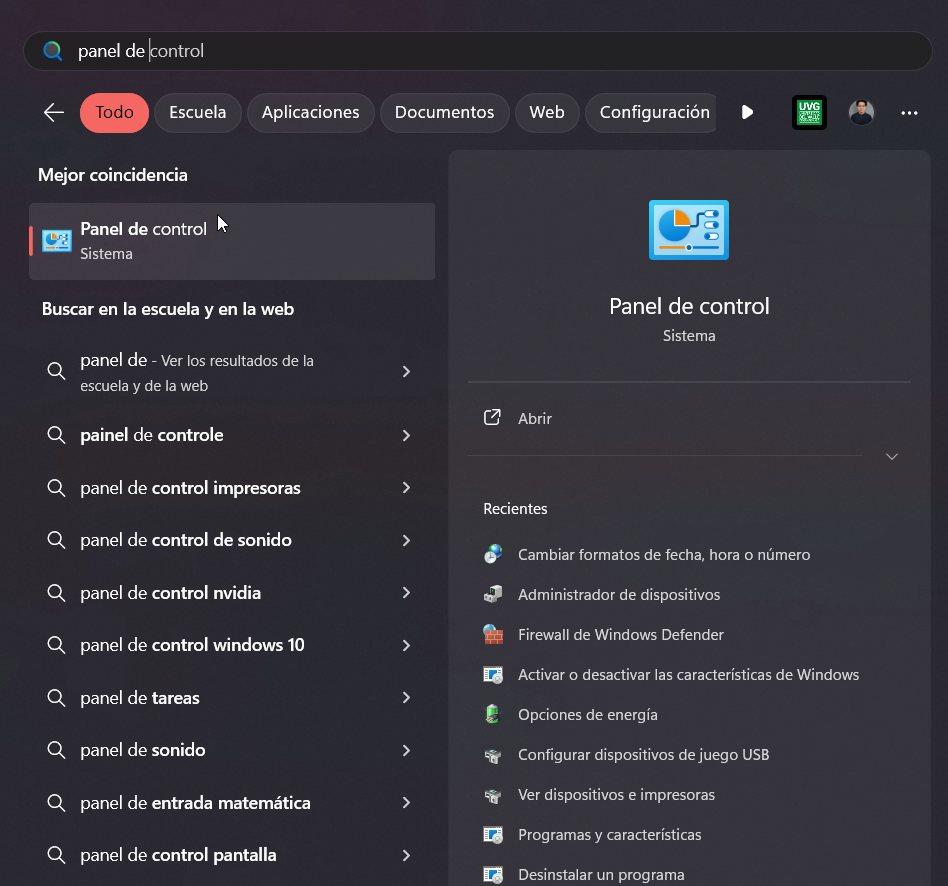 panel de control
Todo
Escuela
Aplicaciones
Documentos
Web
Configuración
UVG
Mejor coincidencia
Panel de control
Sistema
Buscar en la escuela y en la web
panel de - Ver los resultados de la
escuela y de la web
painel de controle
panel de control impresoras
panel de control de sonido
panel de control nvidia
panel de control windows 10
panel de tareas
panel de sonido
panel de entrada matemática
panel de control pantalla
Panel de control
Sistema
Abrir
Recientes
Cambiar formatos de fecha, hora o número
Administrador de dispositivos
Firewall de Windows Defender
Activar o desactivar las características de Windows
Opciones de energía
Configurar dispositivos de juego USB
Ver dispositivos e impresoras
Programas y características
Desinstalar un programa